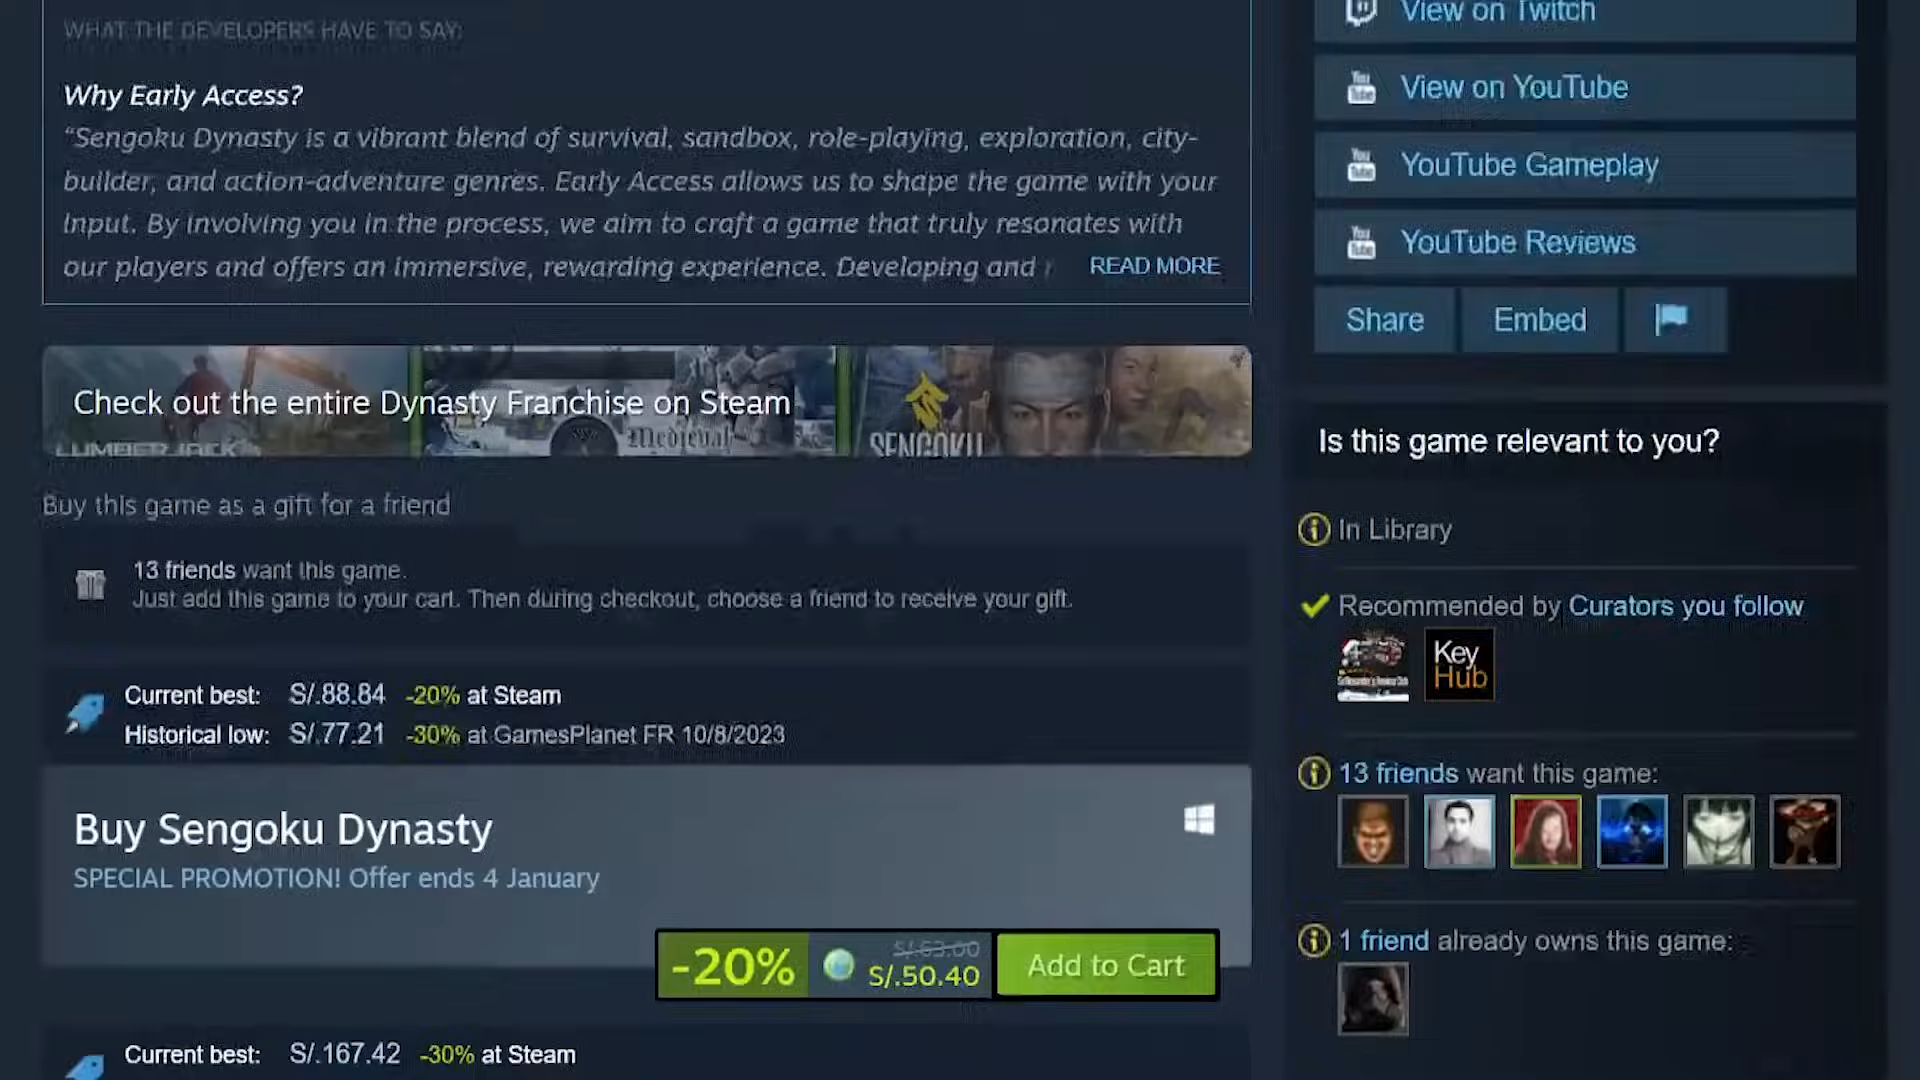 WHAT THE DEVELOPERS HAVE TO SAY:
Why Early Access?
“Sengoku Dynasty is a vibrant blend of survival, sandbox, role-playing, exploration, city-
builder, and action-adventure genres. Early Access allows us to shape the game with your
input. By involving you in the process, we aim to craft a game that truly resonates with
our players and offers an immersive, rewarding experience. Developing and
READ MORE
Check out the entire Dynasty Franchise on Steam
LUMBERJACK'S
Medieval
SENGOKU
Buy this game as a gift for a friend
13 friends want this game.
Just add this game to your cart. Then during checkout, choose a friend to receive your gift.
Current best: S/.88.84 -20% at Steam
Historical low: S/.77.21 -30% at GamesPlanet FR 10/8/2023
Buy Sengoku Dynasty
SPECIAL PROMOTION! Offer ends 4 January
-20% S/.63.00
S/.50.40
Add to Cart
Current best: S/.167.42 -30% at Steam
View on Twitch
You Tube View on YouTube
You Tube YouTube Gameplay
You Tube YouTube Reviews
Share Embed
Is this game relevant to you?
In Library
Recommended by Curators you follow
Key
Hub
13 friends want this game:
1 friend already owns this game: